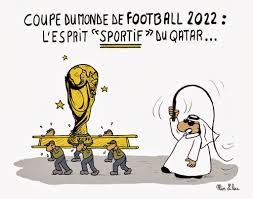 COUPE DU MONDE DE FOOTBALL 2022 :
L'ESPRIT "SPORTIF" DU QATAR...